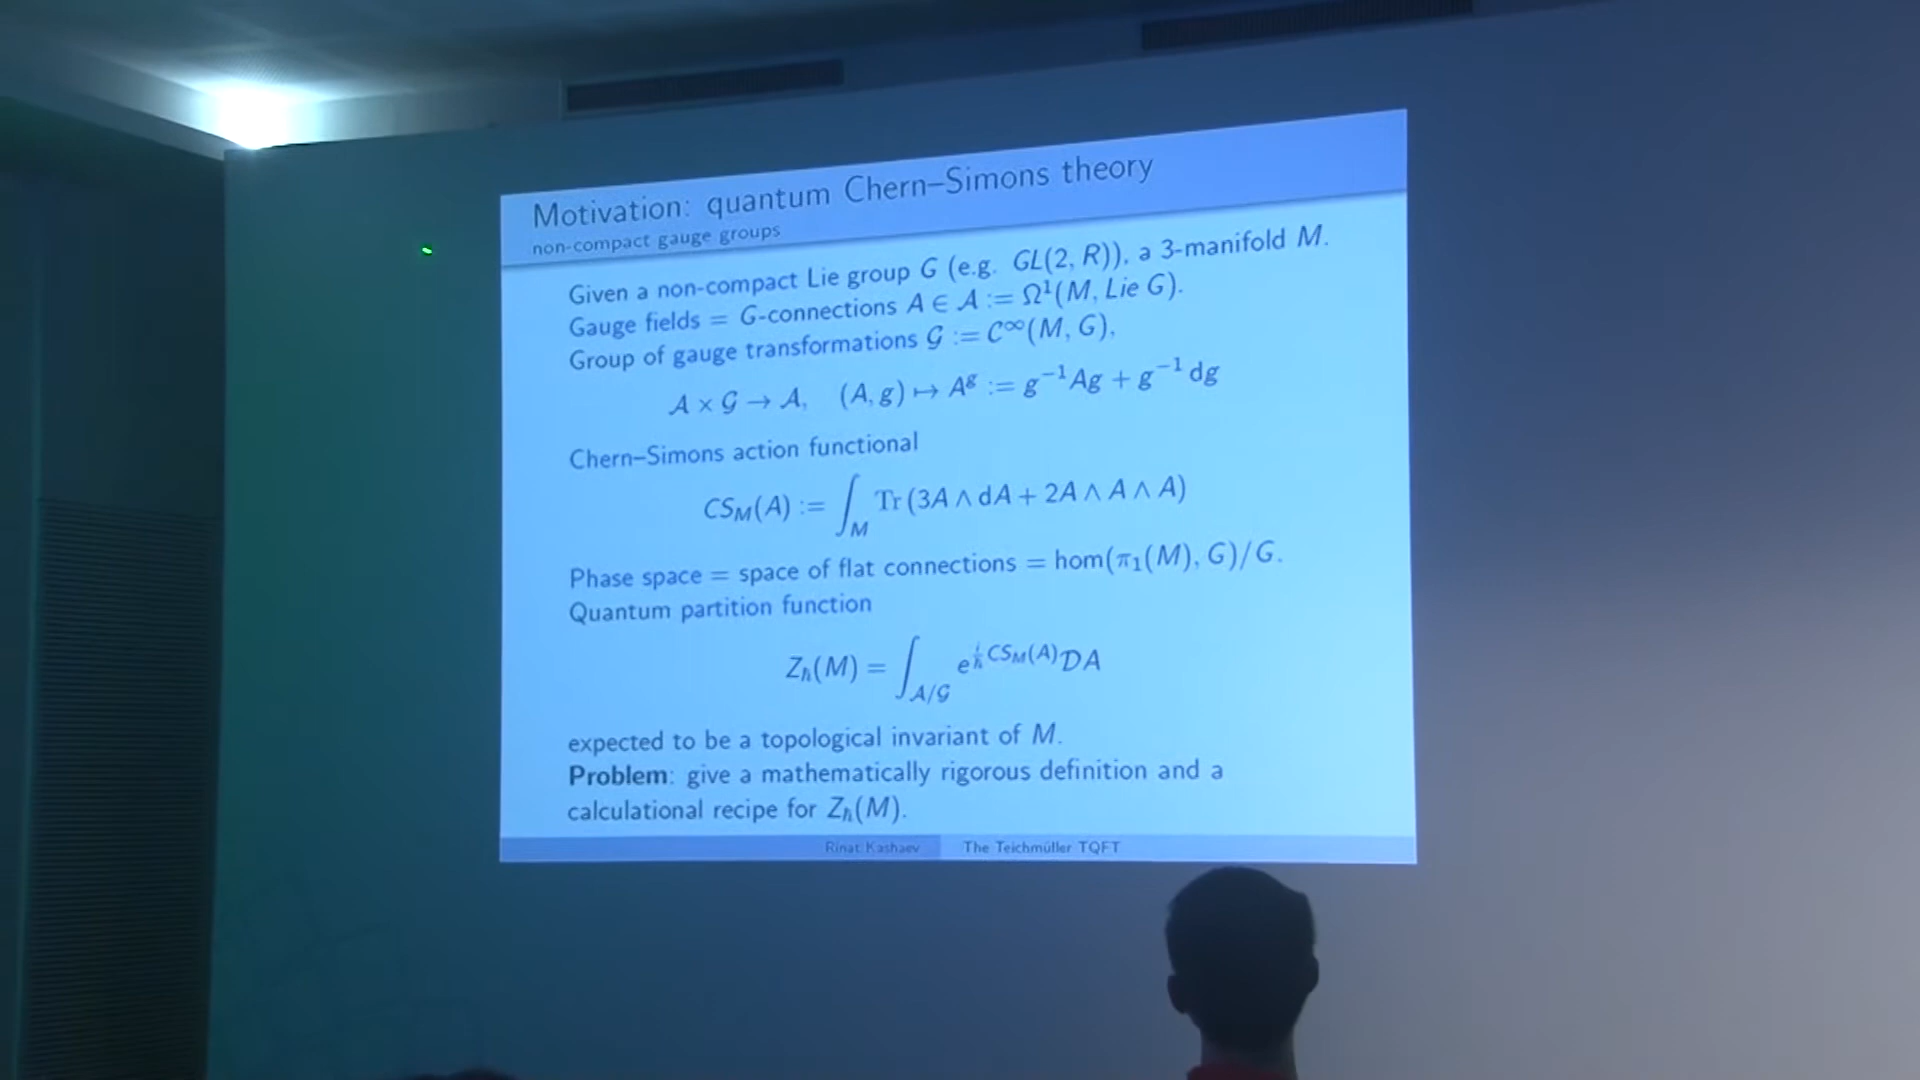 Motivation: quantum Chern–Simons theory
non-compact gauge groups
Given a non-compact Lie group G (e.g. GL(2, R)), a 3-manifold M.
Gauge fields = G-connections A ∈ 𝒜 := Ω¹(M, Lie G).
Group of gauge transformations 𝒢 := C^∞(M, G),
𝒜 × 𝒢 → 𝒜, (A, g) ↦ A^g := g⁻¹Ag + g⁻¹dg
Chern–Simons action functional
CS_M(A) := ∫_M Tr(3A ∧ dA + 2A ∧ A ∧ A)
Phase space = space of flat connections = hom(π₁(M), G)/G.
Quantum partition function
Z_ħ(M) = ∫_{𝒜/𝒢} e^{\frac{i}{ħ} CS_M(A)} 𝒟A
expected to be a topological invariant of M.
Problem: give a mathematically rigorous definition and a
calculational recipe for Z_ħ(M).
Rinat Kashaev The Teichmüller TQFT